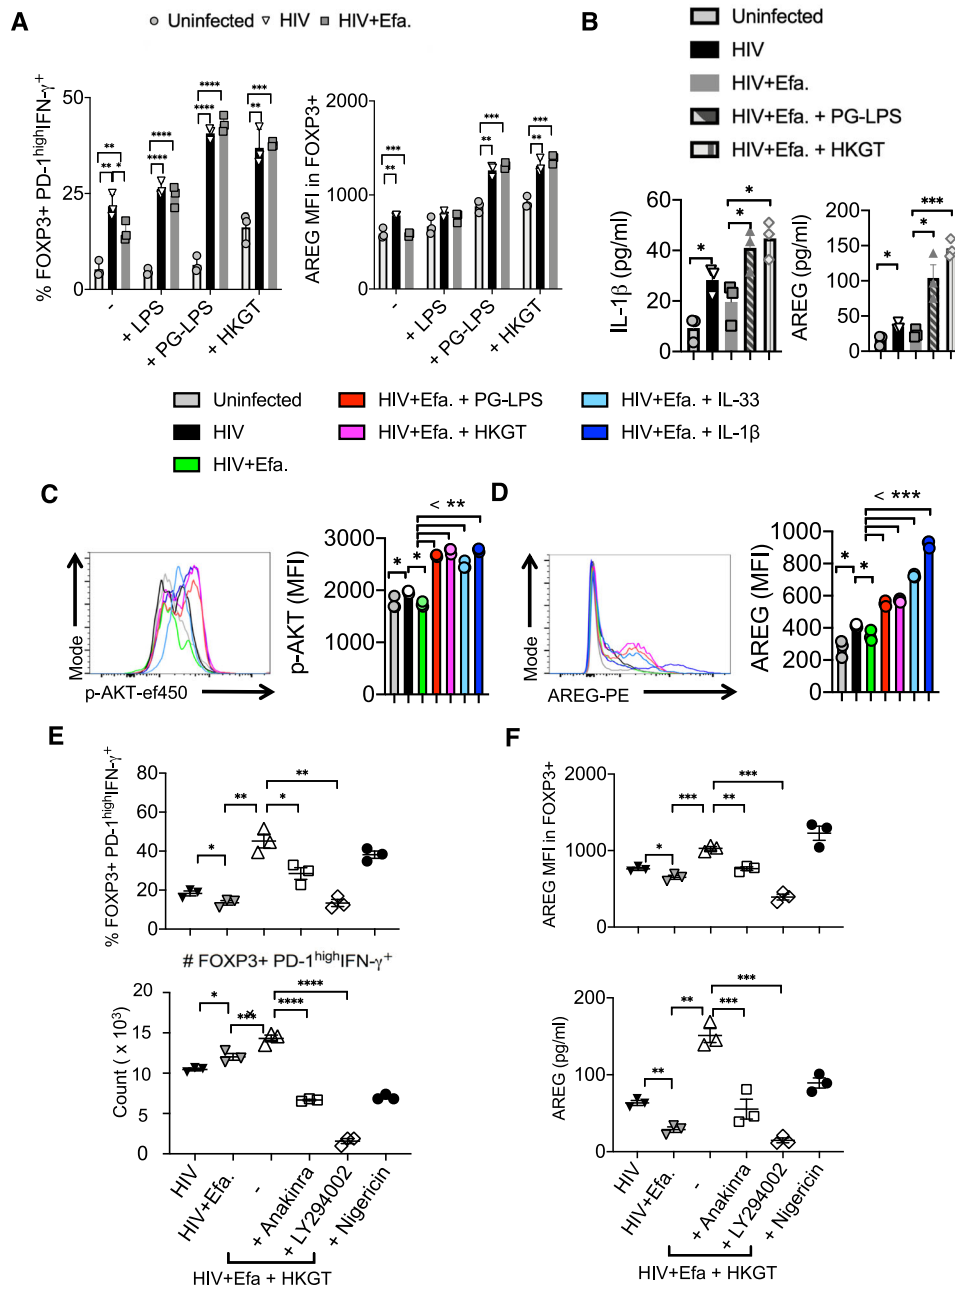 A
Uninfected HIV HIV+Efa.
% FOXP3+ PD-1highIFN-γ+
50
25
0
** ** * **** **** **** **** *** **
- + LPS + PG-LPS + HKGT
AREG MFI in FOXP3+
2000
1000
0
*** ** *** ** *** **
- + LPS + PG-LPS + HKGT
B
Uninfected
HIV
HIV+Efa.
HIV+Efa. + PG-LPS
HIV+Efa. + HKGT
IL-1β (pg/ml)
60
40
20
0
* * *
AREG (pg/ml)
200
150
100
50
0
* * ***
Uninfected HIV+Efa. + PG-LPS HIV+Efa. + IL-33
HIV HIV+Efa. + HKGT HIV+Efa. + IL-1β
HIV+Efa.
C
Mode
p-AKT-ef450
p-AKT (MFI)
3000
2000
1000
0
* * < **
D
Mode
AREG-PE
AREG (MFI)
1000
800
600
400
200
0
* * < ***
E
% FOXP3+ PD-1highIFN-γ+
80
60
40
20
0
* ** * **
# FOXP3+ PD-1highIFN-γ+
Count ( x 10³)
20
15
10
5
0
* *** **** ****
HIV HIV+Efa. - + Anakinra + LY294002 + Nigericin
HIV+Efa + HKGT
F
AREG MFI in FOXP3+
2000
1000
0
* *** ** ***
AREG (pg/ml)
200
100
0
** ** *** ***
HIV HIV+Efa. - + Anakinra + LY294002 + Nigericin
HIV+Efa + HKGT